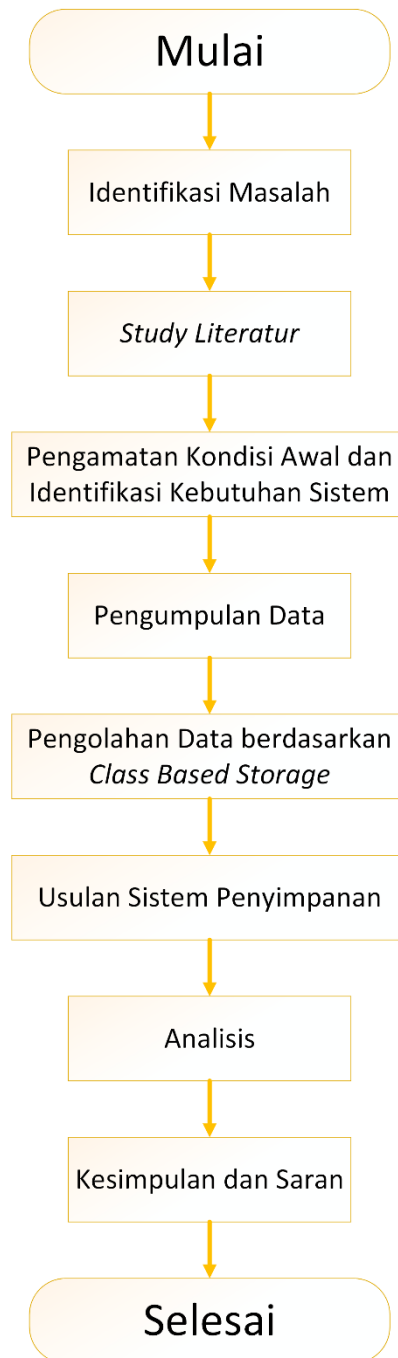 Mulai
Identifikasi Masalah
Study Literatur
Pengamatan Kondisi Awal dan
Identifikasi Kebutuhan Sistem
Pengumpulan Data
Pengolahan Data berdasarkan
Class Based Storage
Usulan Sistem Penyimpanan
Analisis
Kesimpulan dan Saran
Selesai